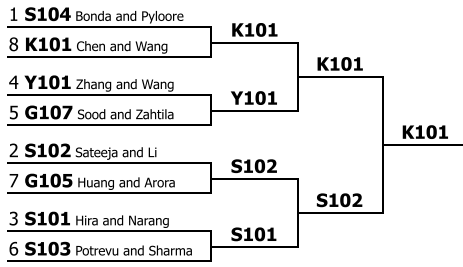 1 S104 Bonda and Pyloore
8 K101 Chen and Wang
K101
4 Y101 Zhang and Wang
5 G107 Sood and Zahtila
Y101
K101
2 S102 Sateeja and Li
7 G105 Huang and Arora
S102
3 S101 Hira and Narang
6 S103 Potrevu and Sharma
S101
S102
K101